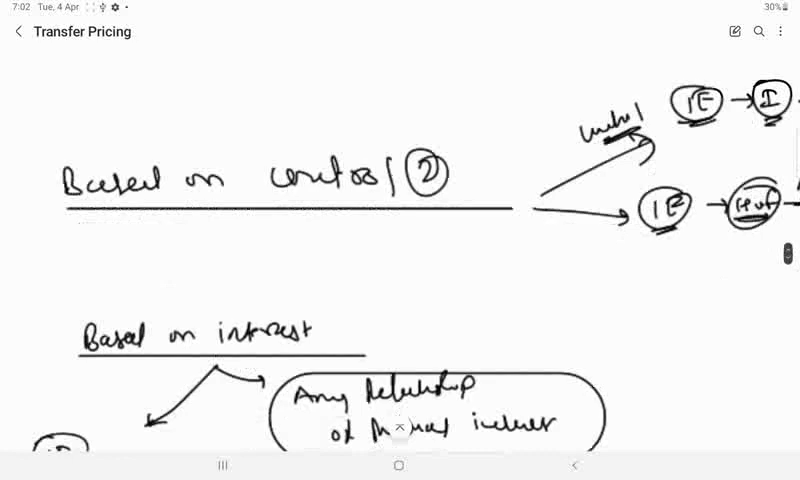 7:02 Tue, 4 Apr 30%
Transfer Pricing
control IE → I
Based on control 2
IE → HUF
Based on interest
Any Relationship
of Mutual interest